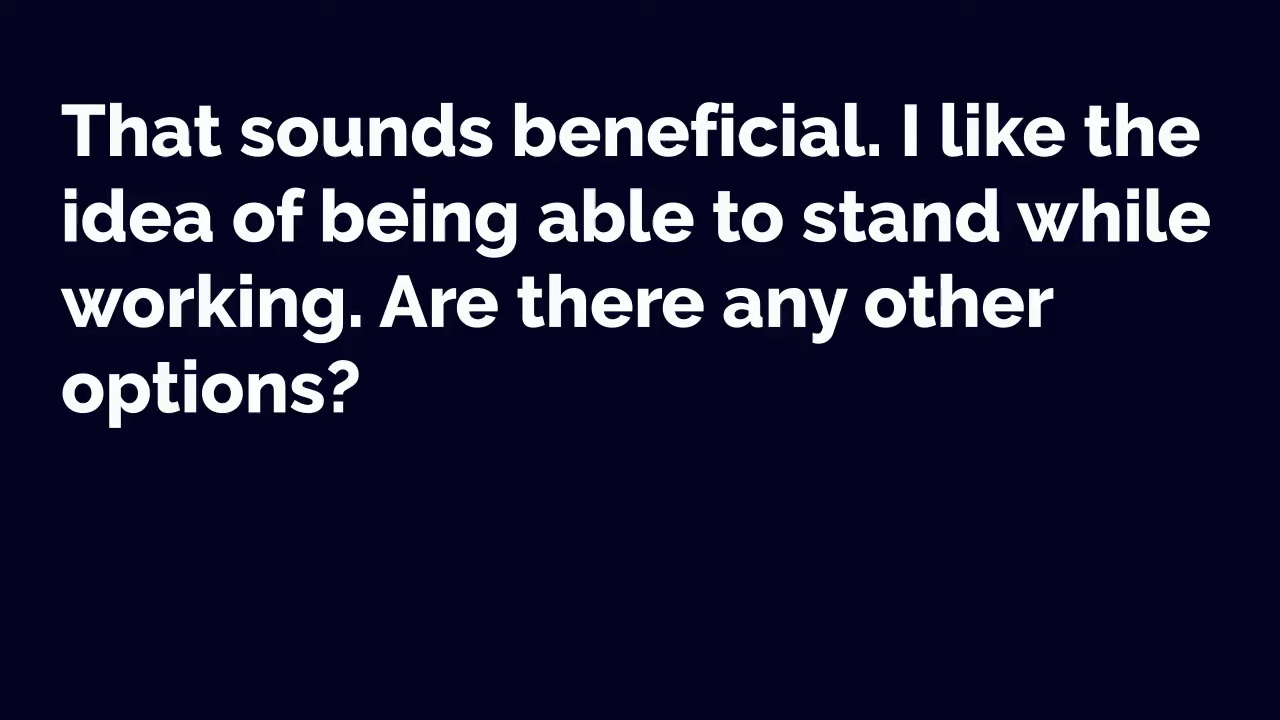 That sounds beneficial. I like the
idea of being able to stand while
working. Are there any other
options?